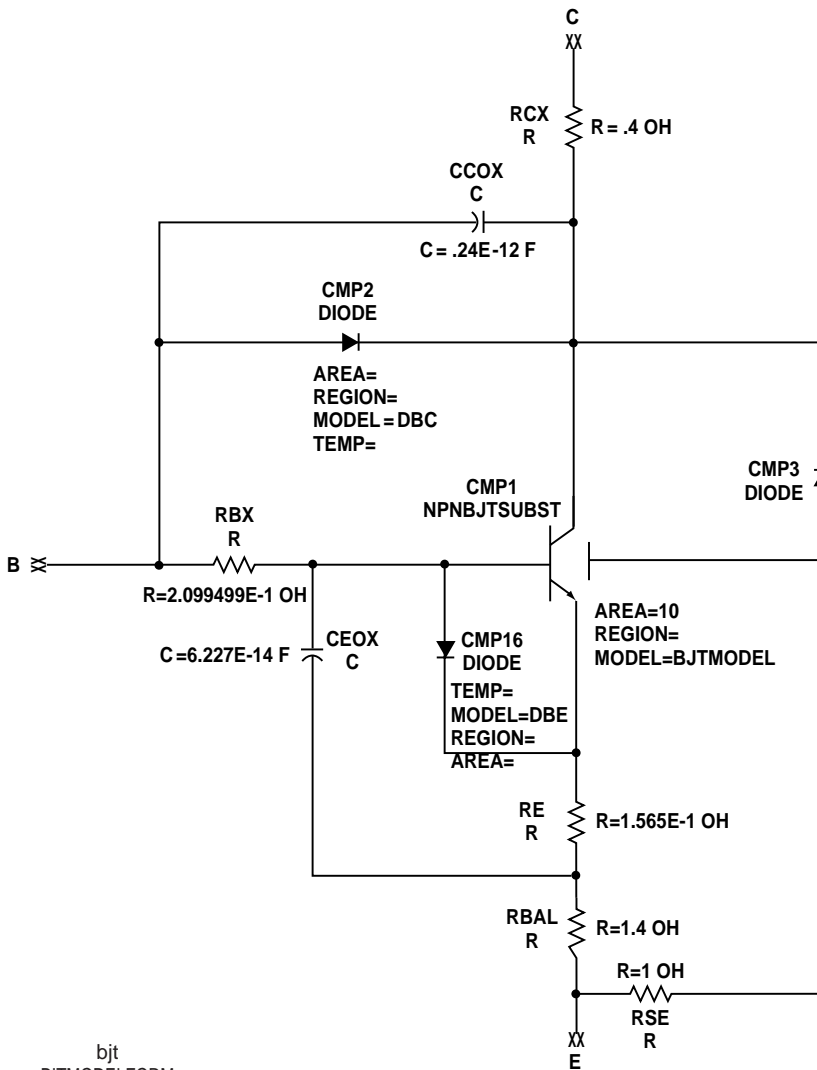 C
RCX
R
R = .4 OH
CCOX
C
C = .24E-12 F
CMP2
DIODE
AREA=
REGION=
MODEL=DBC
TEMP=
CMP3
DIODE
CMP1
NPNBJTSUBST
RBX
R
B
R=2.099499E-1 OH
AREA=10
REGION=
MODEL=BJTMODEL
CEOX
C
C=6.227E-14 F
CMP16
DIODE
TEMP=
MODEL=DBE
REGION=
AREA=
RE
R
R=1.565E-1 OH
RBAL
R
R=1.4 OH
R=1 OH
RSE
R
E
bjt